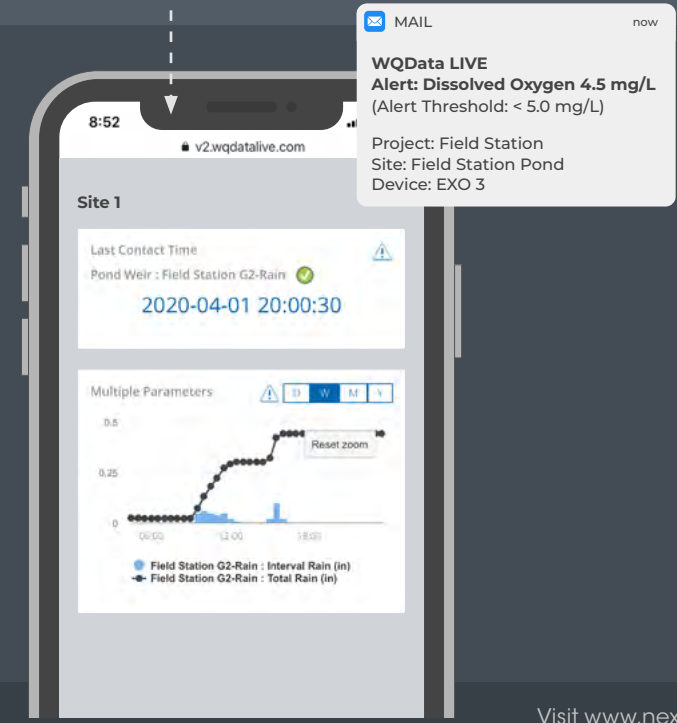 MAIL now
WQData LIVE
Alert: Dissolved Oxygen 4.5 mg/L
(Alert Threshold: < 5.0 mg/L)
Project: Field Station
Site: Field Station Pond
Device: EXO 3
8:52
v2.wqdatalive.com
Site 1
Last Contact Time
Pond Weir : Field Station G2-Rain
2020-04-01 20:00:30
Multiple Parameters D W M Y
0.5
Reset zoom
0.25
0
06:00 12:00 18:00
Field Station G2-Rain : Interval Rain (in)
Field Station G2-Rain : Total Rain (in)
Visit www.nex